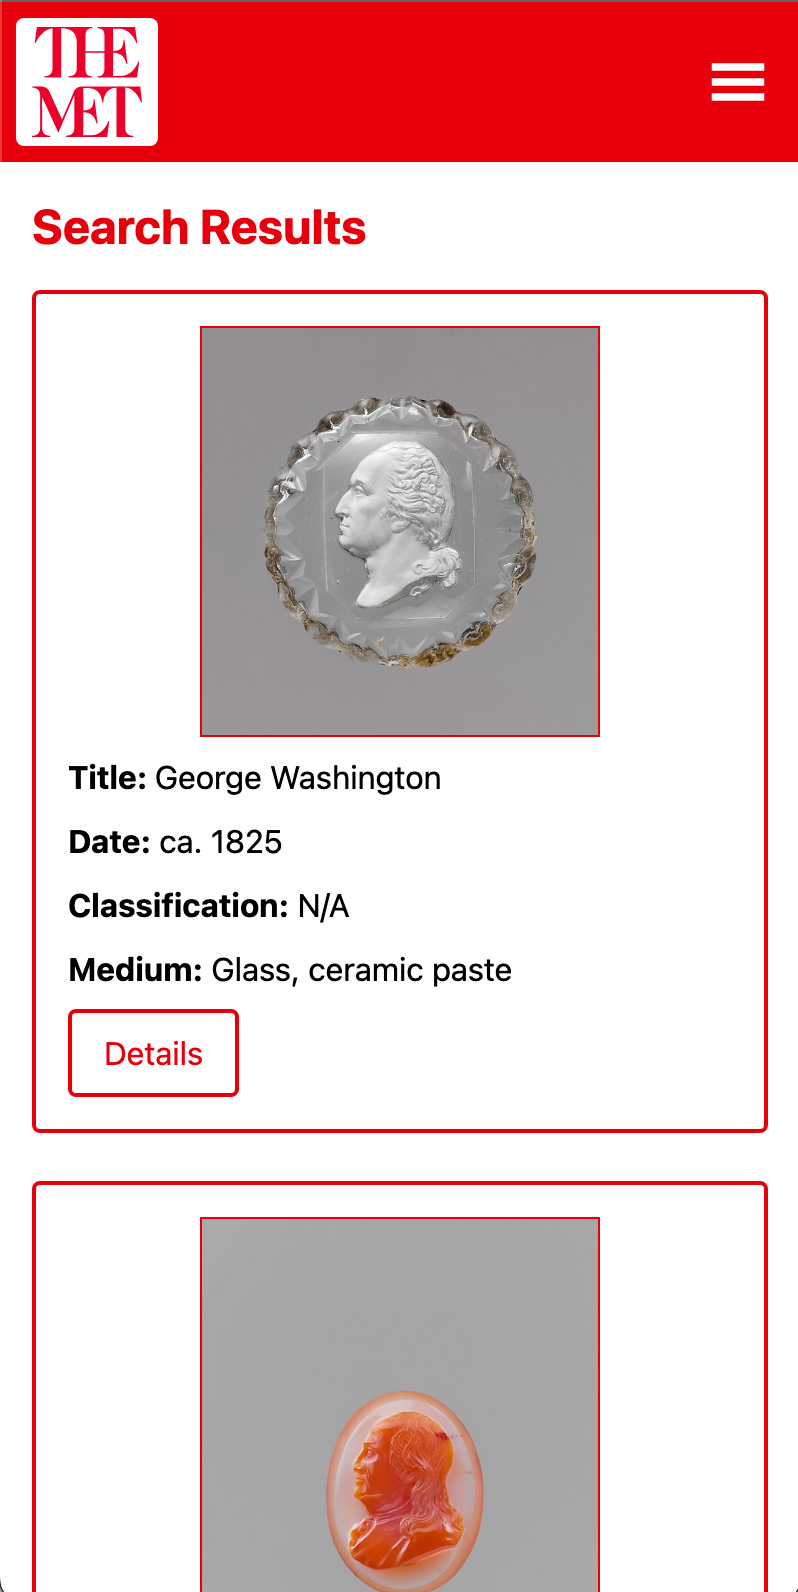 THE
MET
Search Results
Title: George Washington
Date: ca. 1825
Classification: N/A
Medium: Glass, ceramic paste
Details